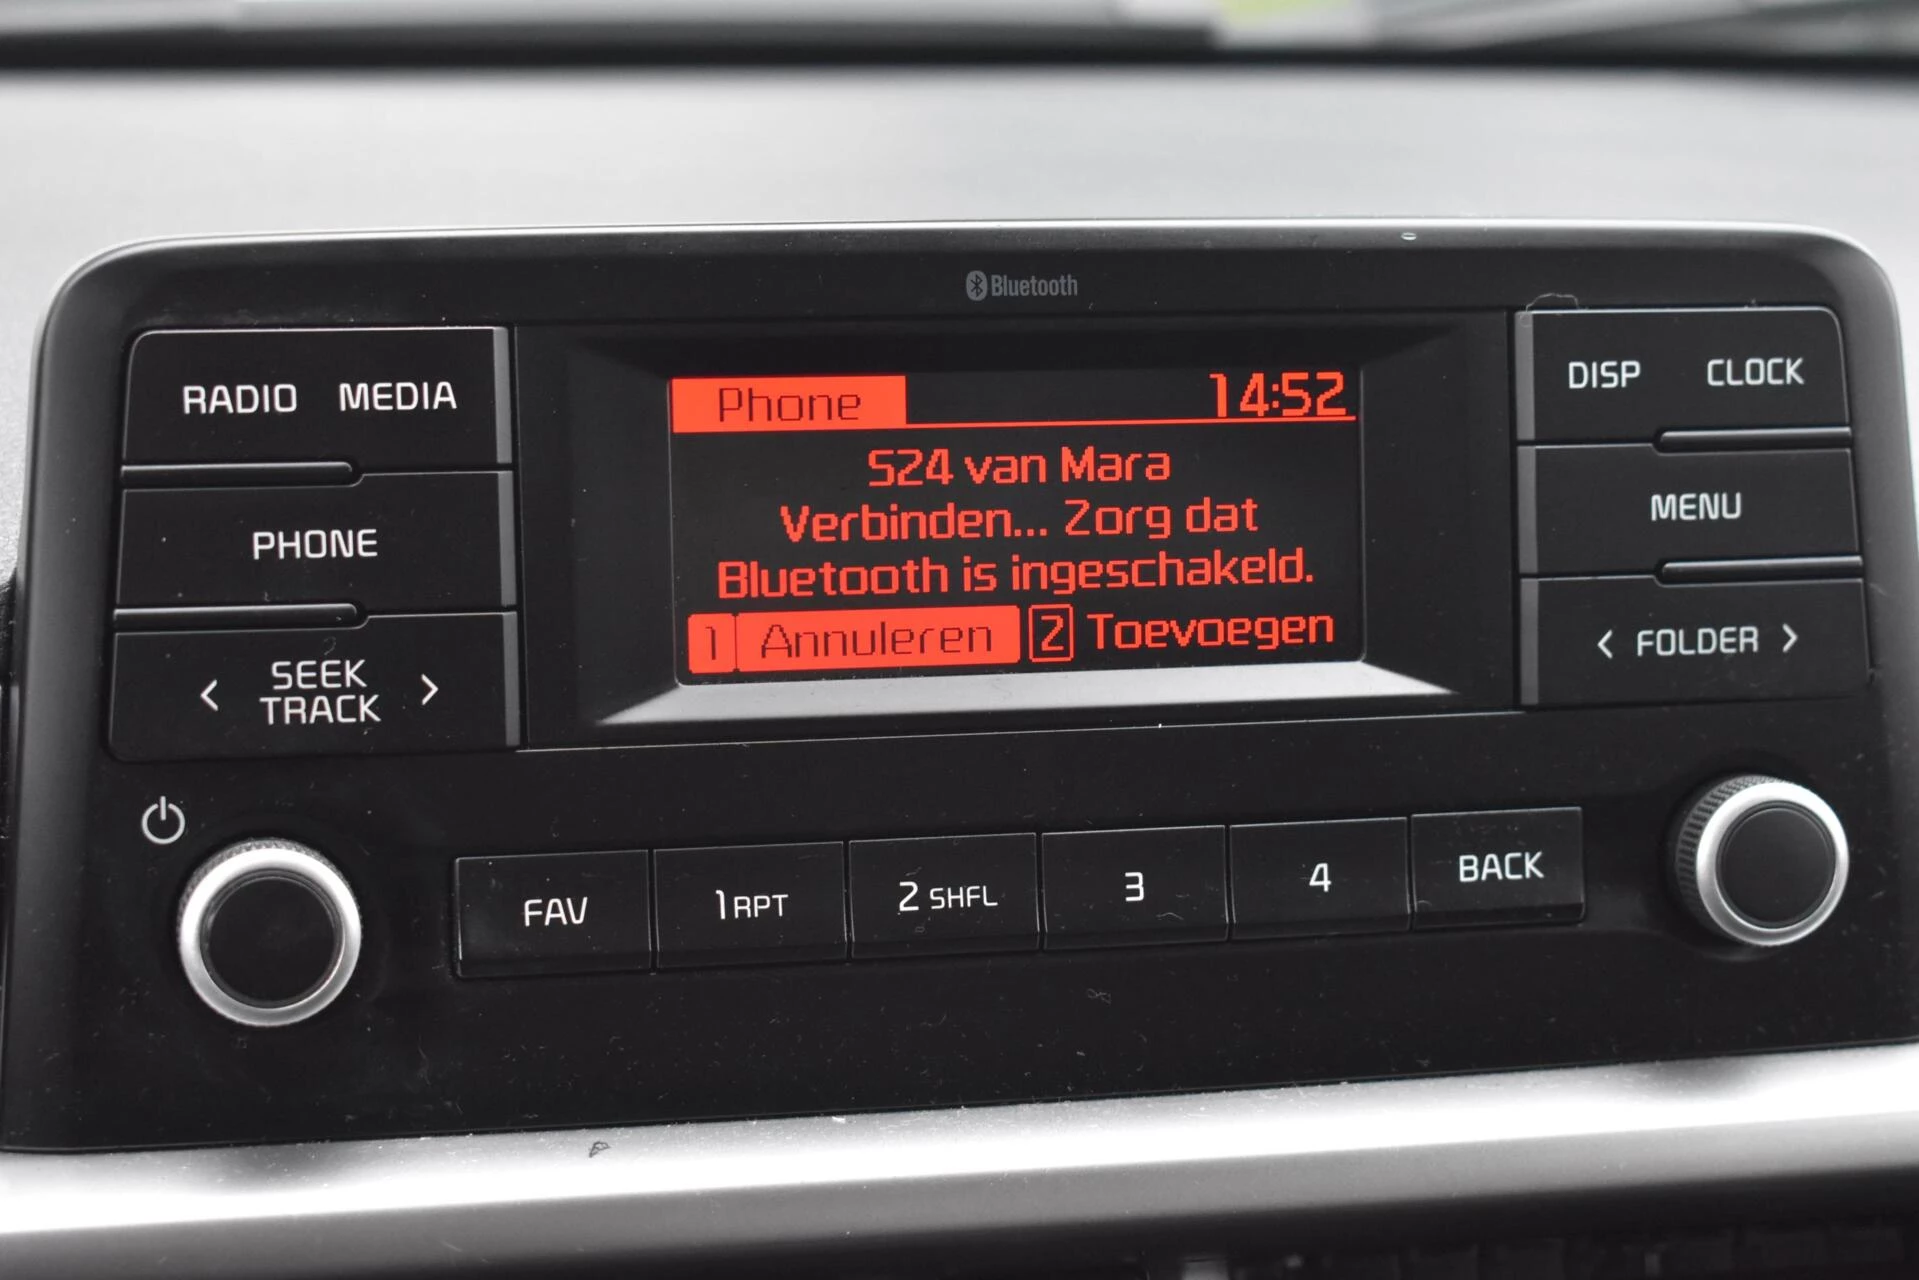 Bluetooth
RADIO MEDIA
PHONE
< SEEK TRACK >
Phone 14:52
S24 van Mara
Verbinden... Zorg dat
Bluetooth is ingeschakeld.
1 Annuleren 2 Toevoegen
DISP CLOCK
MENU
< FOLDER >
FAV 1 RPT 2 SHFL 3 4 BACK